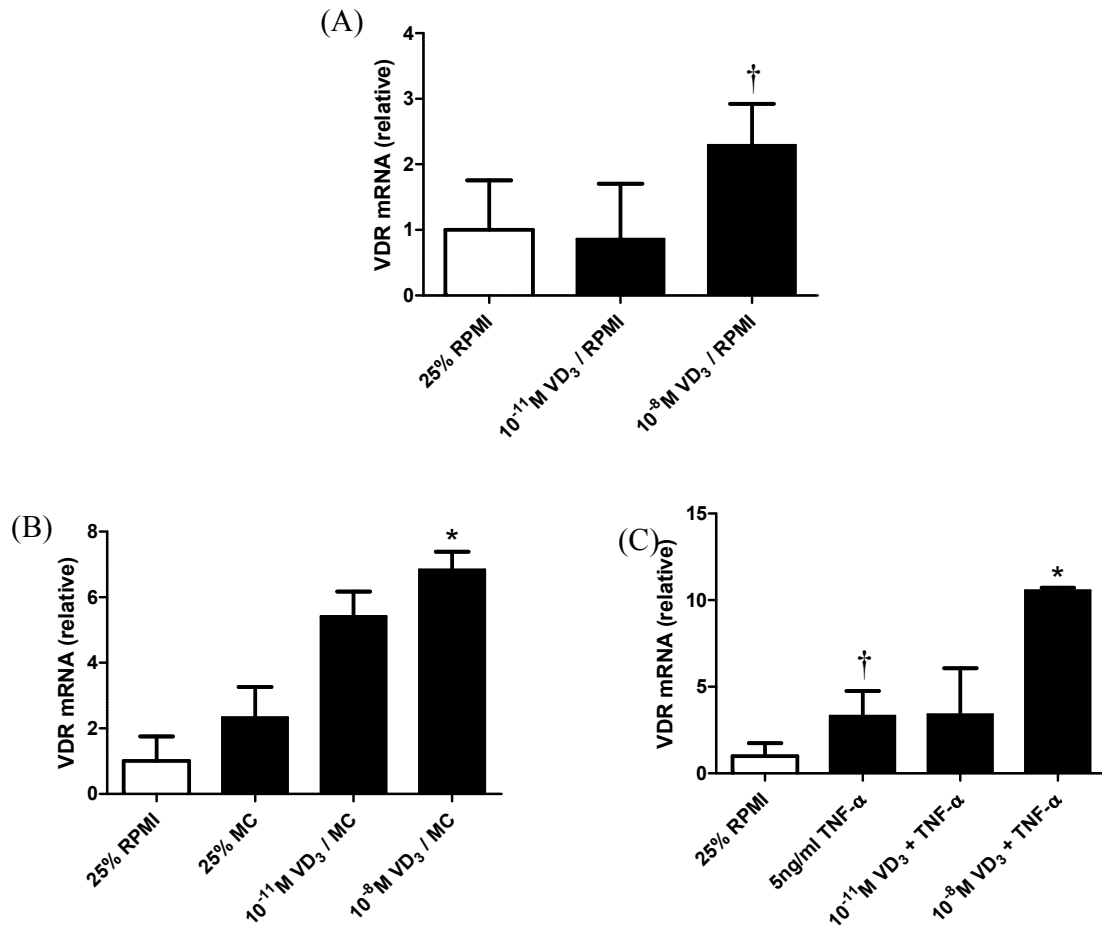 (A)
VDR mRNA (relative)
4
3
2
1
0
†
25% RPMI
10⁻¹¹M VD₃ / RPMI
10⁻⁸M VD₃ / RPMI
(B)
VDR mRNA (relative)
8
6
4
2
0
*
25% RPMI
25% MC
10⁻¹¹M VD₃ / MC
10⁻⁸M VD₃ / MC
(C)
VDR mRNA (relative)
15
10
5
0
†
*
25% RPMI
5ng/ml TNF-α
10⁻¹¹M VD₃ + TNF-α
10⁻⁸M VD₃ + TNF-α